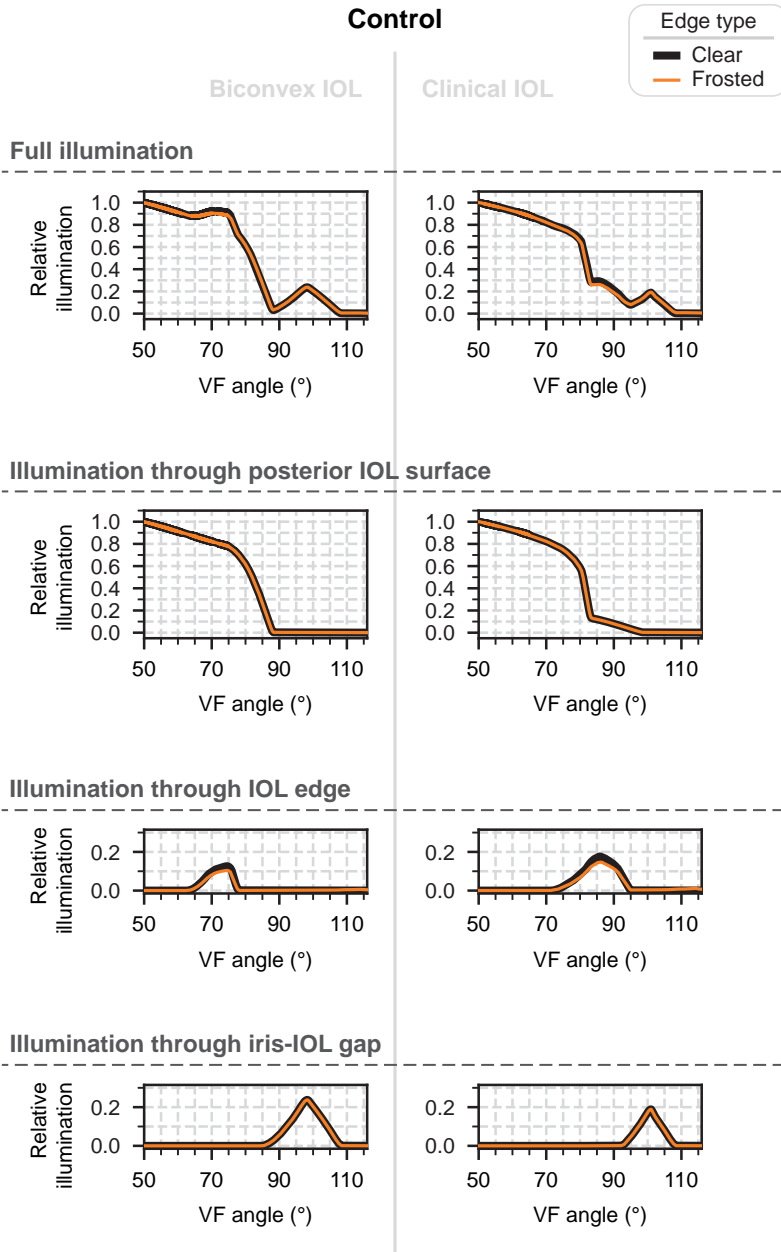 Control
Edge type
Clear
Frosted
Biconvex IOL
Clinical IOL
Full illumination
Relative
illumination
1.0
0.8
0.6
0.4
0.2
0.0
50 70 90 110
VF angle (°)
1.0
0.8
0.6
0.4
0.2
0.0
50 70 90 110
VF angle (°)
Illumination through posterior IOL surface
Relative
illumination
1.0
0.8
0.6
0.4
0.2
0.0
50 70 90 110
VF angle (°)
1.0
0.8
0.6
0.4
0.2
0.0
50 70 90 110
VF angle (°)
Illumination through IOL edge
Relative
illumination
0.2
0.0
50 70 90 110
VF angle (°)
0.2
0.0
50 70 90 110
VF angle (°)
Illumination through iris-IOL gap
Relative
illumination
0.2
0.0
50 70 90 110
VF angle (°)
0.2
0.0
50 70 90 110
VF angle (°)